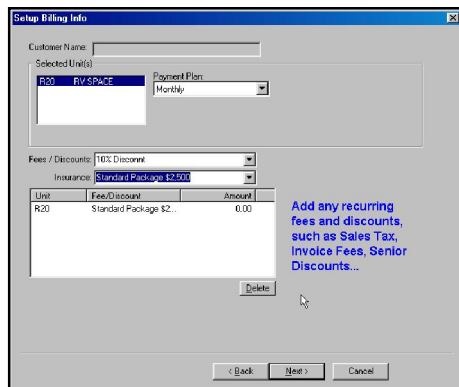 Setup Billing Info
Customer Name:
Selected Unit(s)
R20 RV SPACE
Payment Plan:
Monthly
Fees / Discounts: 10% Discount
Insurance: Standard Package $2,500
Unit Fee/Discount Amount
R20 Standard Package $2... 0.00
Add any recurring
fees and discounts,
such as Sales Tax,
Invoice Fees, Senior
Discounts...
Delete
< Back Next > Cancel